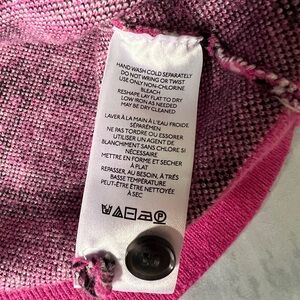 HAND WASH COLD SEPARATELY
DO NOT WRING OR TWIST
USE ONLY NON-CHLORINE
BLEACH
RESHAPE LAY FLAT TO DRY
LOW IRON AS NEEDED
MAY BE DRY CLEANED
LAVER À LA MAIN À L'EAU FROIDE
SÉPARÉMEN
NE PAS TORDRE OU ESSORER
UTILISER UN AGENT DE
BLANCHIMENT SANS CHLORE SI
NÉCESSAIRE
METTRE EN FORME ET SECHER
À PLAT
REPASSER, AU BESOIN, À TRÈS
BASSE TEMPÉRATURE
PEUT-ÊTRE ÊTRE NETTOYÉE
À SEC